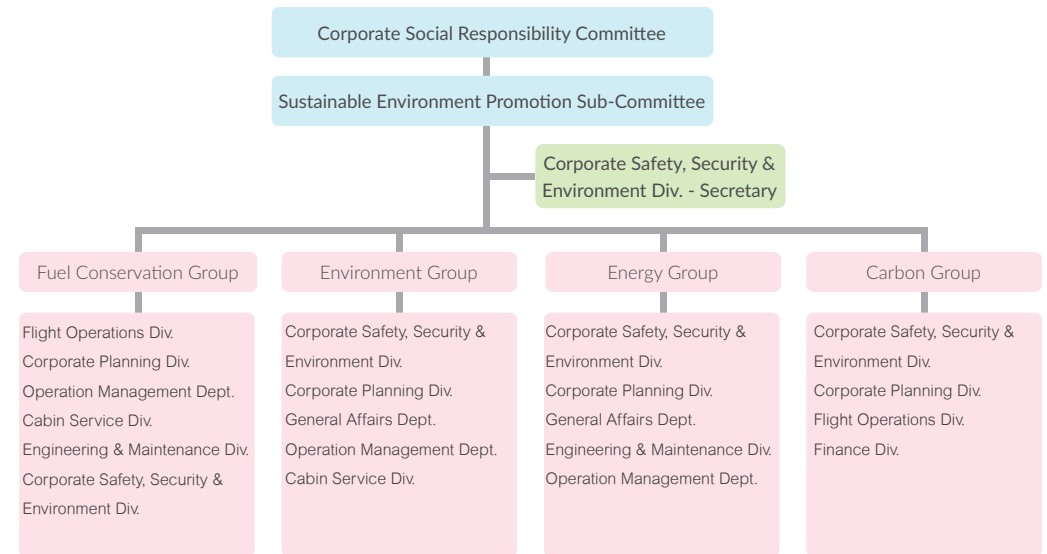 Corporate Social Responsibility Committee
Sustainable Environment Promotion Sub-Committee
Corporate Safety, Security &
Environment Div. - Secretary
Fuel Conservation Group
Flight Operations Div.
Corporate Planning Div.
Operation Management Dept.
Cabin Service Div.
Engineering & Maintenance Div.
Corporate Safety, Security &
Environment Div.
Environment Group
Corporate Safety, Security &
Environment Div.
Corporate Planning Div.
General Affairs Dept.
Operation Management Dept.
Cabin Service Div.
Energy Group
Corporate Safety, Security &
Environment Div.
Corporate Planning Div.
General Affairs Dept.
Engineering & Maintenance Div.
Operation Management Dept.
Carbon Group
Corporate Safety, Security &
Environment Div.
Corporate Planning Div.
Flight Operations Div.
Finance Div.